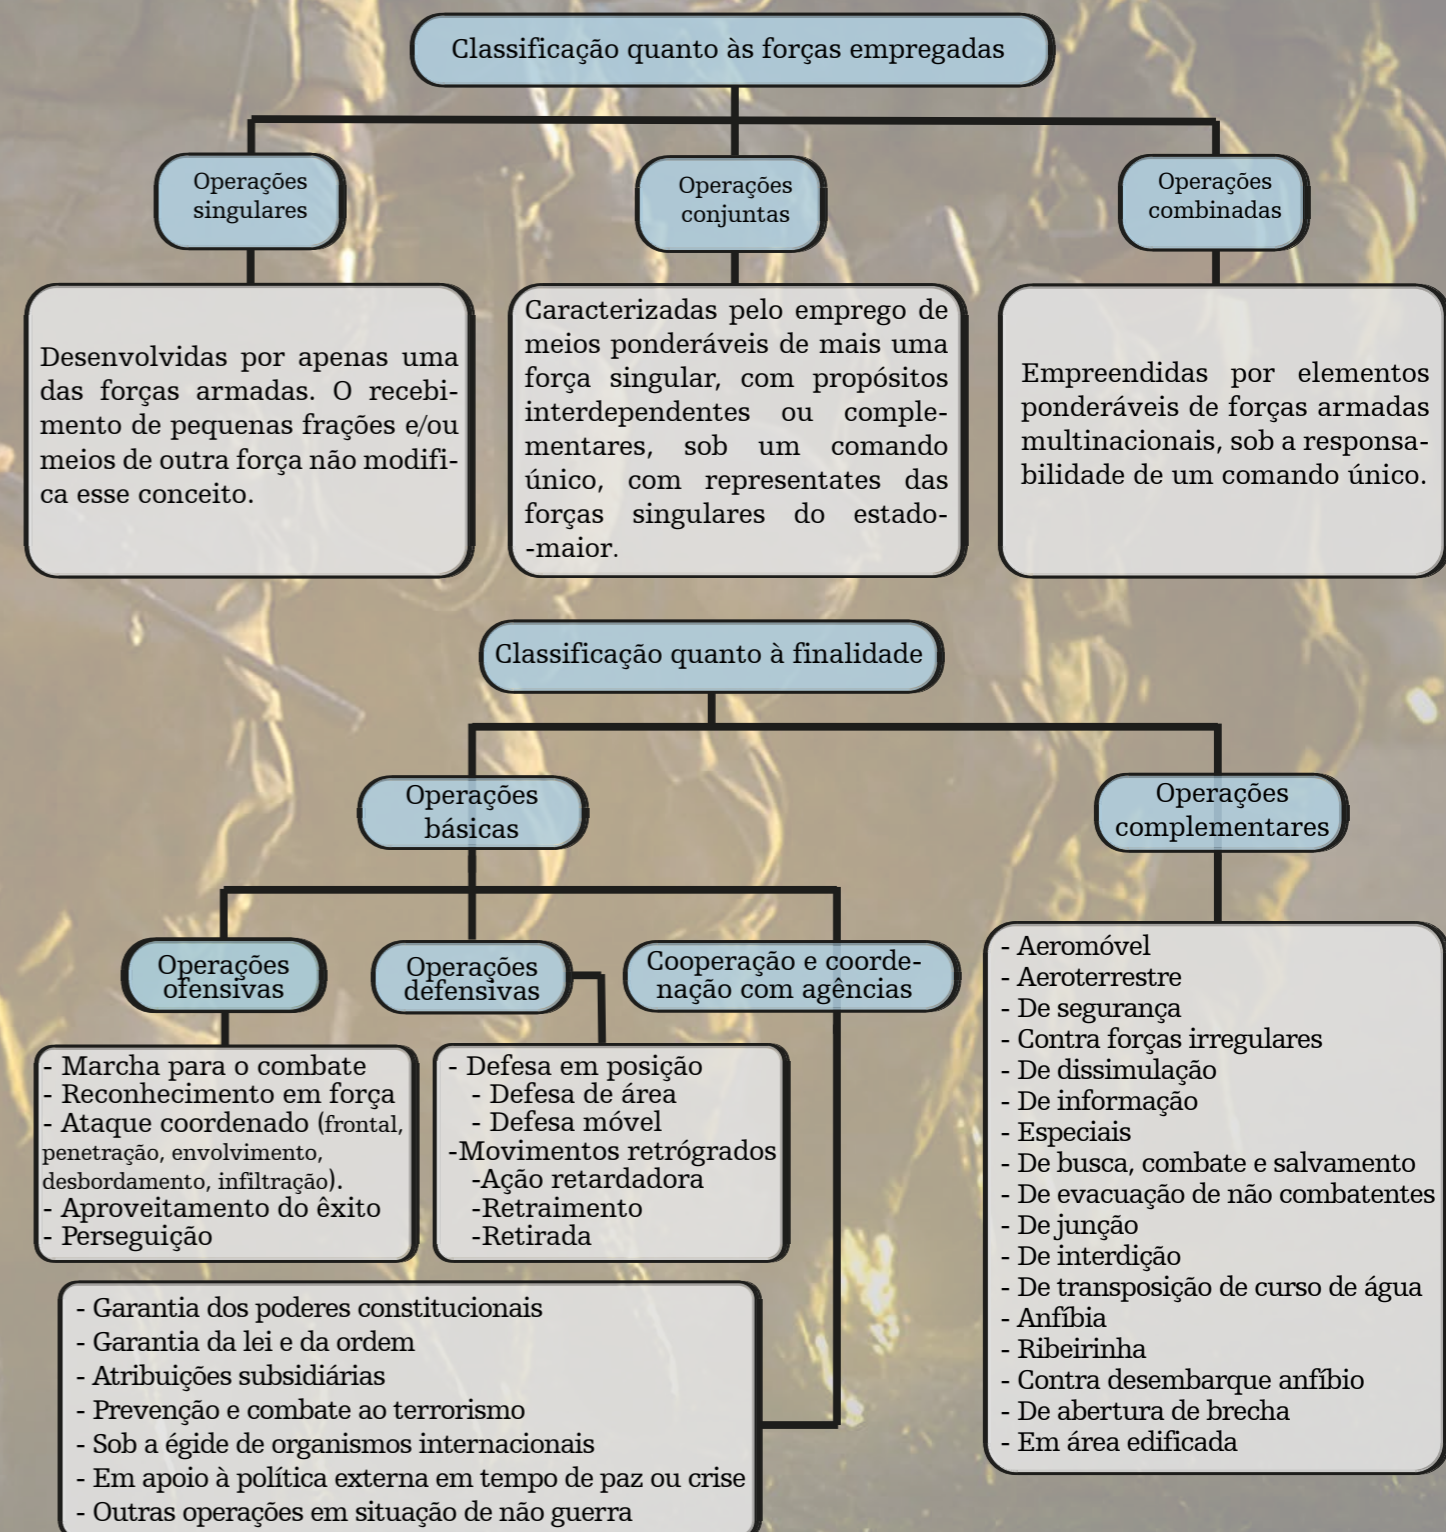 Classificação quanto às forças empregadas
Operações
singulares
Operações
conjuntas
Operações
combinadas
Desenvolvidas por apenas uma
das forças armadas. O recebi-
mento de pequenas frações e/ou
meios de outra força não modifi-
ca esse conceito.
Caracterizadas pelo emprego de
meios ponderáveis de mais uma
força singular, com propósitos
interdependentes ou comple-
mentares, sob um comando
único, com representates das
forças singulares do estado-
-maior.
Empreendidas por elementos
ponderáveis de forças armadas
multinacionais, sob a responsa-
bilidade de um comando único.
Classificação quanto à finalidade
Operações
básicas
Operações
complementares
Operações
ofensivas
Operações
defensivas
Cooperação e coorde-
nação com agências
- Marcha para o combate
- Reconhecimento em força
- Ataque coordenado (frontal,
penetração, envolvimento,
desbordamento, infiltração).
- Aproveitamento do êxito
- Perseguição
- Defesa em posição
- Defesa de área
- Defesa móvel
-Movimentos retrógrados
-Ação retardadora
-Retraimento
-Retirada
- Garantia dos poderes constitucionais
- Garantia da lei e da ordem
- Atribuições subsidiárias
- Prevenção e combate ao terrorismo
- Sob a égide de organismos internacionais
- Em apoio à política externa em tempo de paz ou crise
- Outras operações em situação de não guerra
- Aeromóvel
- Aeroterrestre
- De segurança
- Contra forças irregulares
- De dissimulação
- De informação
- Especiais
- De busca, combate e salvamento
- De evacuação de não combatentes
- De junção
- De interdição
- De transposição de curso de água
- Anfíbia
- Ribeirinha
- Contra desembarque anfíbio
- De abertura de brecha
- Em área edificada